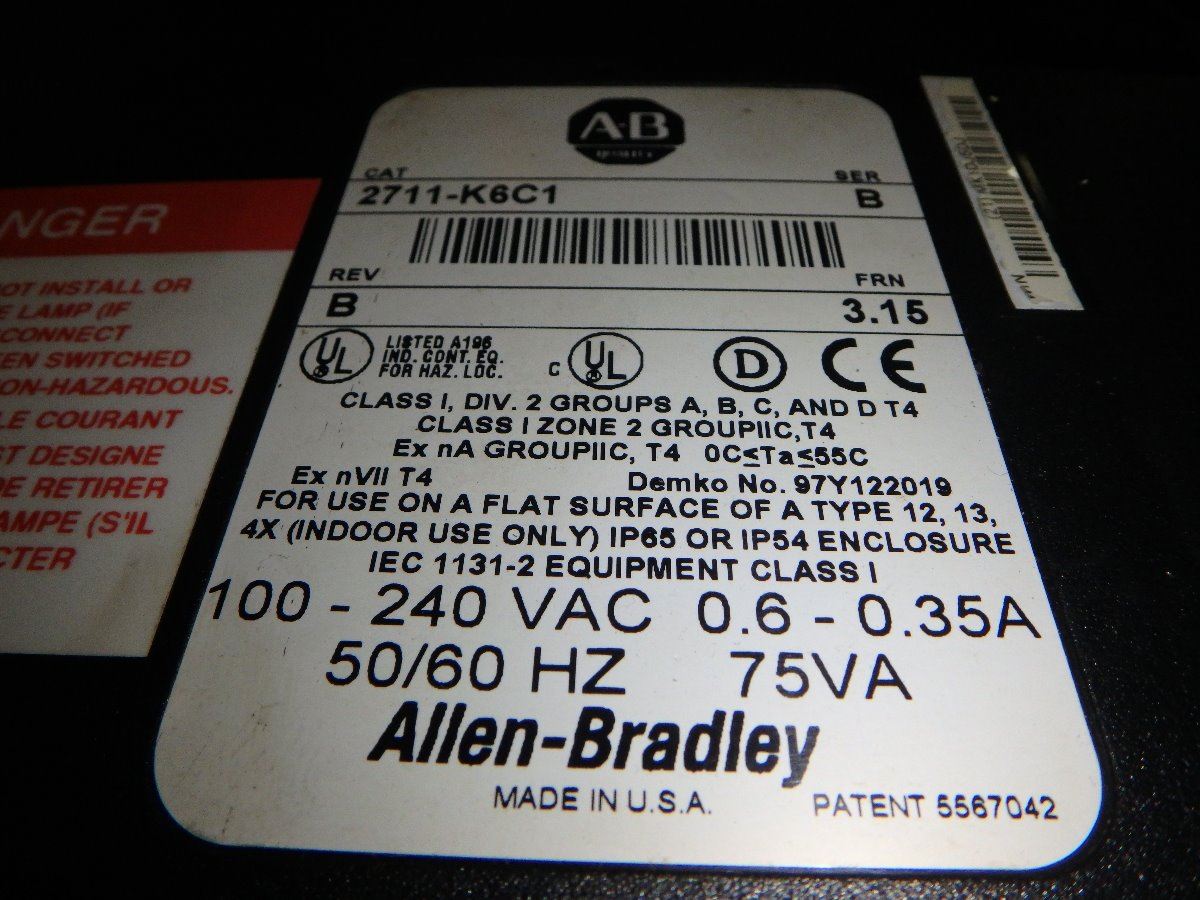 A-B
QUALITY
CAT SER
2711-K6C1 B
REV FRN
B 3.15
UL LISTED A196
IND. CONT. EQ.
FOR HAZ. LOC.
C UL D CE
CLASS I, DIV. 2 GROUPS A, B, C, AND D T4
CLASS I ZONE 2 GROUPIIC,T4
Ex nA GROUPIIC, T4 0C≤Ta≤55C
Ex nVII T4 Demko No. 97Y122019
FOR USE ON A FLAT SURFACE OF A TYPE 12, 13,
4X (INDOOR USE ONLY) IP65 OR IP54 ENCLOSURE
IEC 1131-2 EQUIPMENT CLASS I
100 - 240 VAC 0.6 - 0.35A
50/60 HZ 75VA
Allen-Bradley
MADE IN U.S.A. PATENT 5567042
NGER
OT INSTALL OR
E LAMP (IF
CONNECT
EN SWITCHED
ON-HAZARDOUS.
LE COURANT
ST DESIGNE
DE RETIRER
AMPE (S'IL
CTER